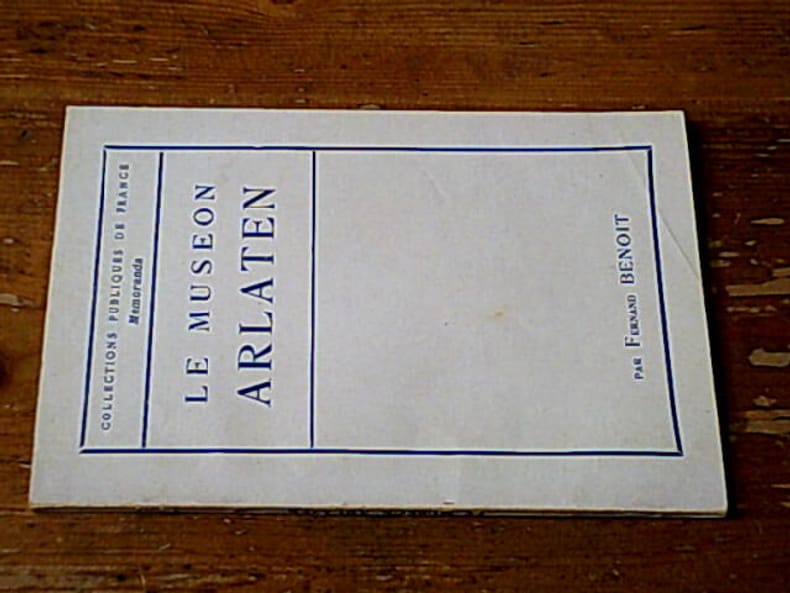 COLLECTIONS PUBLIQUES DE FRANCE
Memoranda
LE MUSEON
ARLATEN
PAR FERNAND BENOIT